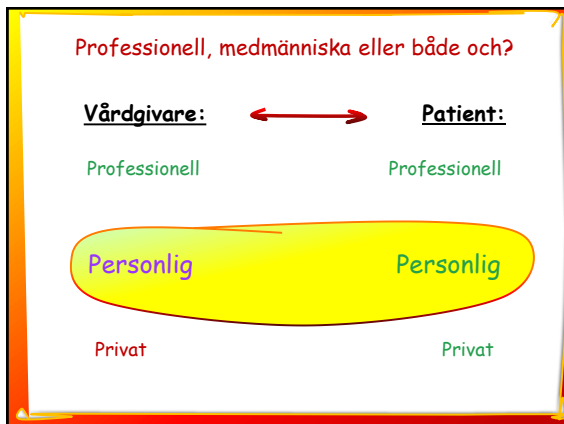 Professionell, medmänniska eller både och?
Vårdgivare: Patient:
Professionell Professionell
Personlig Personlig
Privat Privat